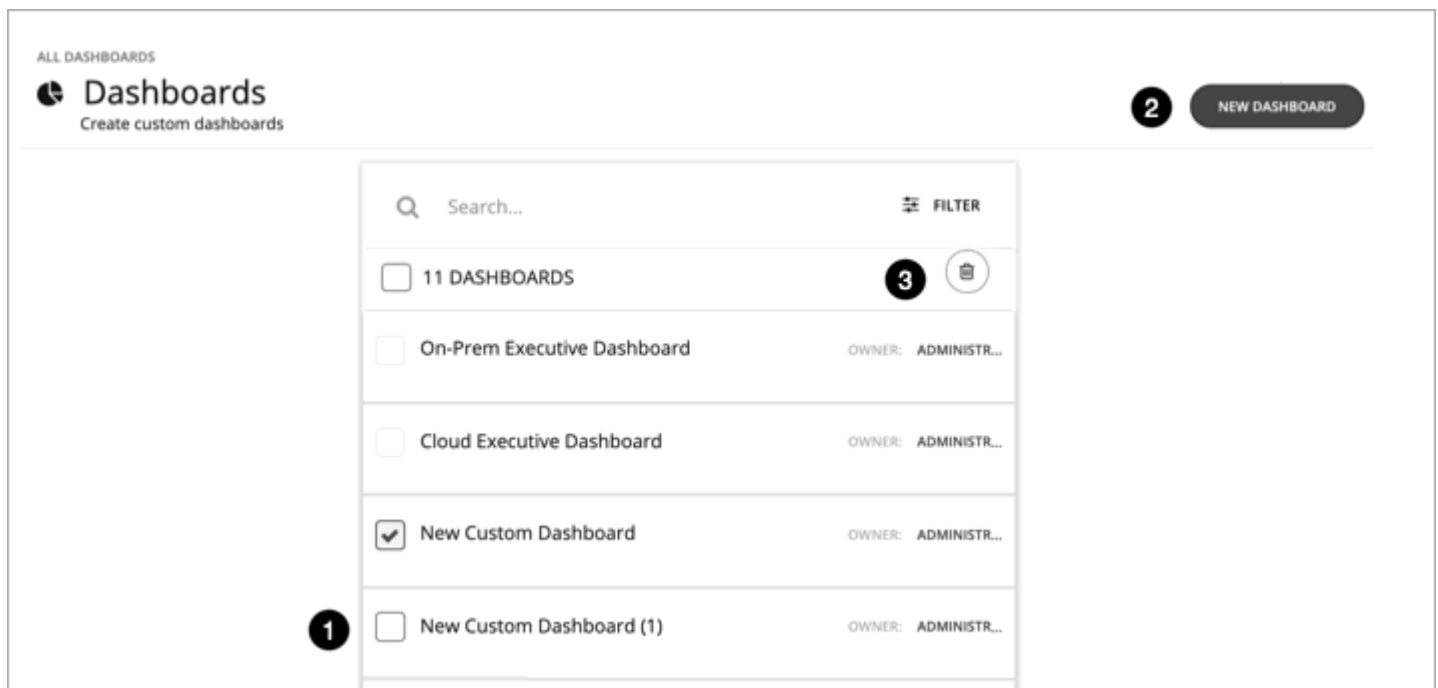 ALL DASHBOARDS
Dashboards
Create custom dashboards
2 NEW DASHBOARD
Search... FILTER
11 DASHBOARDS 3
On-Prem Executive Dashboard OWNER: ADMINISTR...
Cloud Executive Dashboard OWNER: ADMINISTR...
New Custom Dashboard OWNER: ADMINISTR...
1 New Custom Dashboard (1) OWNER: ADMINISTR...